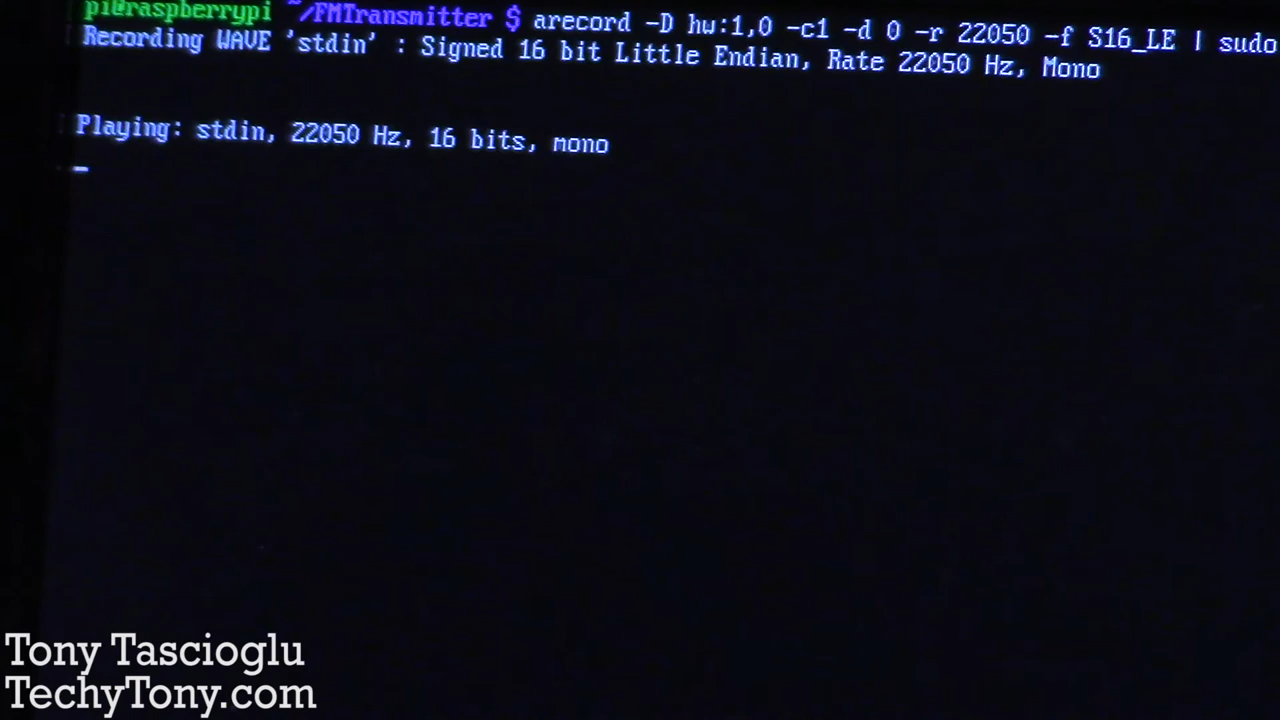 pi@raspberrypi ~/FMTransmitter $ arecord -D hw:1,0 -c1 -d 0 -r 22050 -f S16_LE | sudo
Recording WAVE 'stdin' : Signed 16 bit Little Endian, Rate 22050 Hz, Mono
Playing: stdin, 22050 Hz, 16 bits, mono
Tony Tascioglu
TechyTony.com